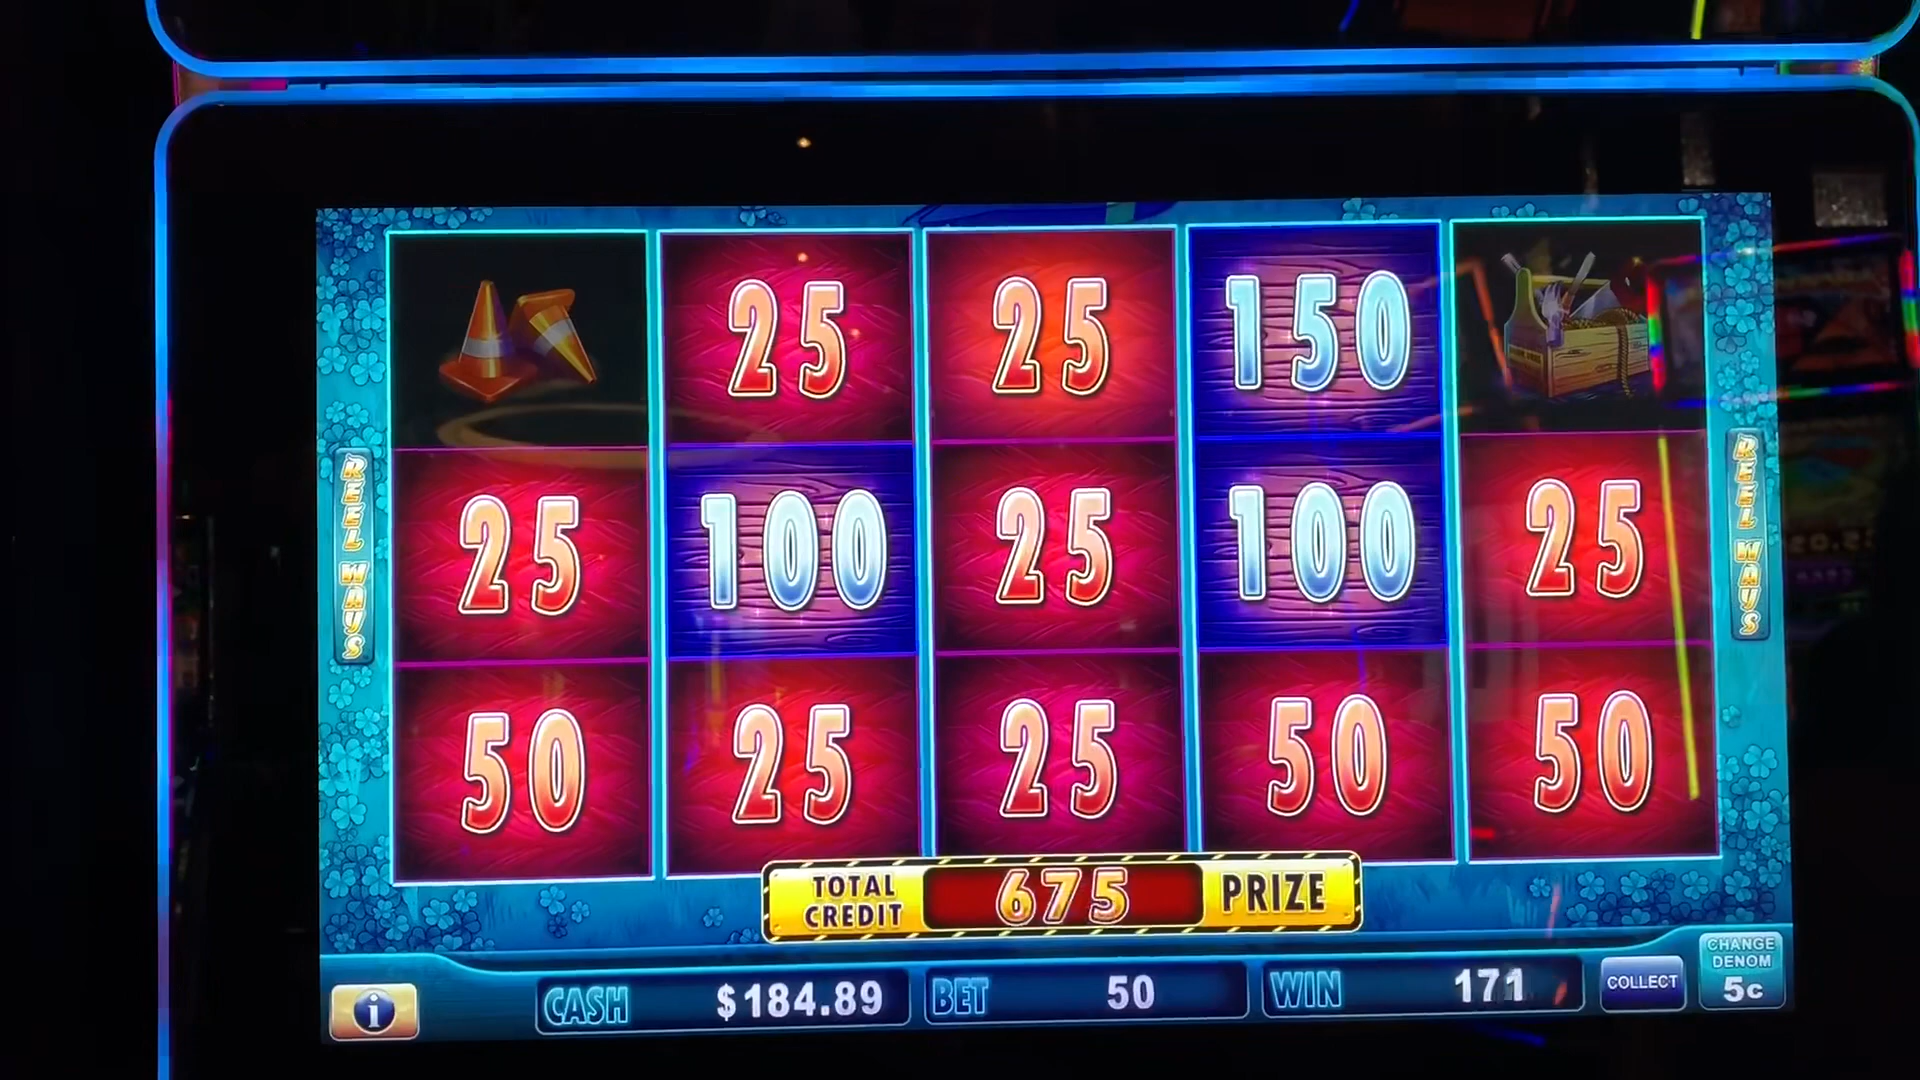 25 25 150
25 100 25 100 25
50 25 25 50 50
REEL WAYS
REEL WAYS
TOTAL CREDIT 675 PRIZE
CASH $184.89 BET 50 WIN 171 COLLECT
CHANGE
DENOM
5c
i